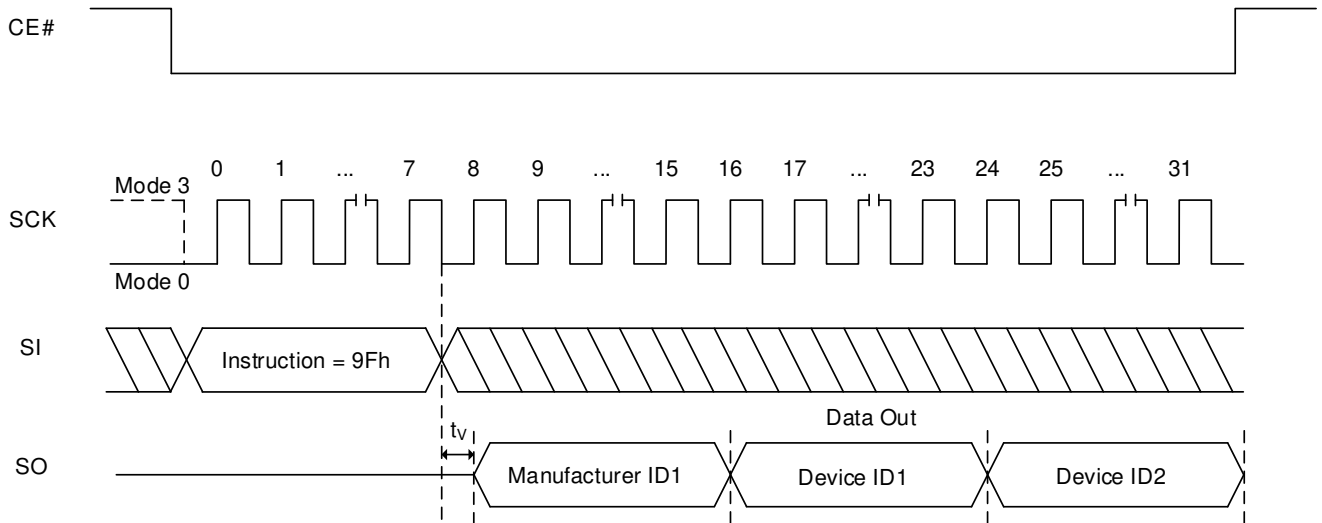 CE#
0 1 ... 7 8 9 ... 15 16 17 ... 23 24 25 ... 31
Mode 3
SCK
Mode 0
SI
Instruction = 9Fh
Data Out
tV
SO
Manufacturer ID1
Device ID1
Device ID2